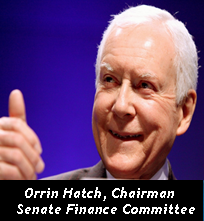 Orrin Hatch, Chairman
Senate Finance Committee